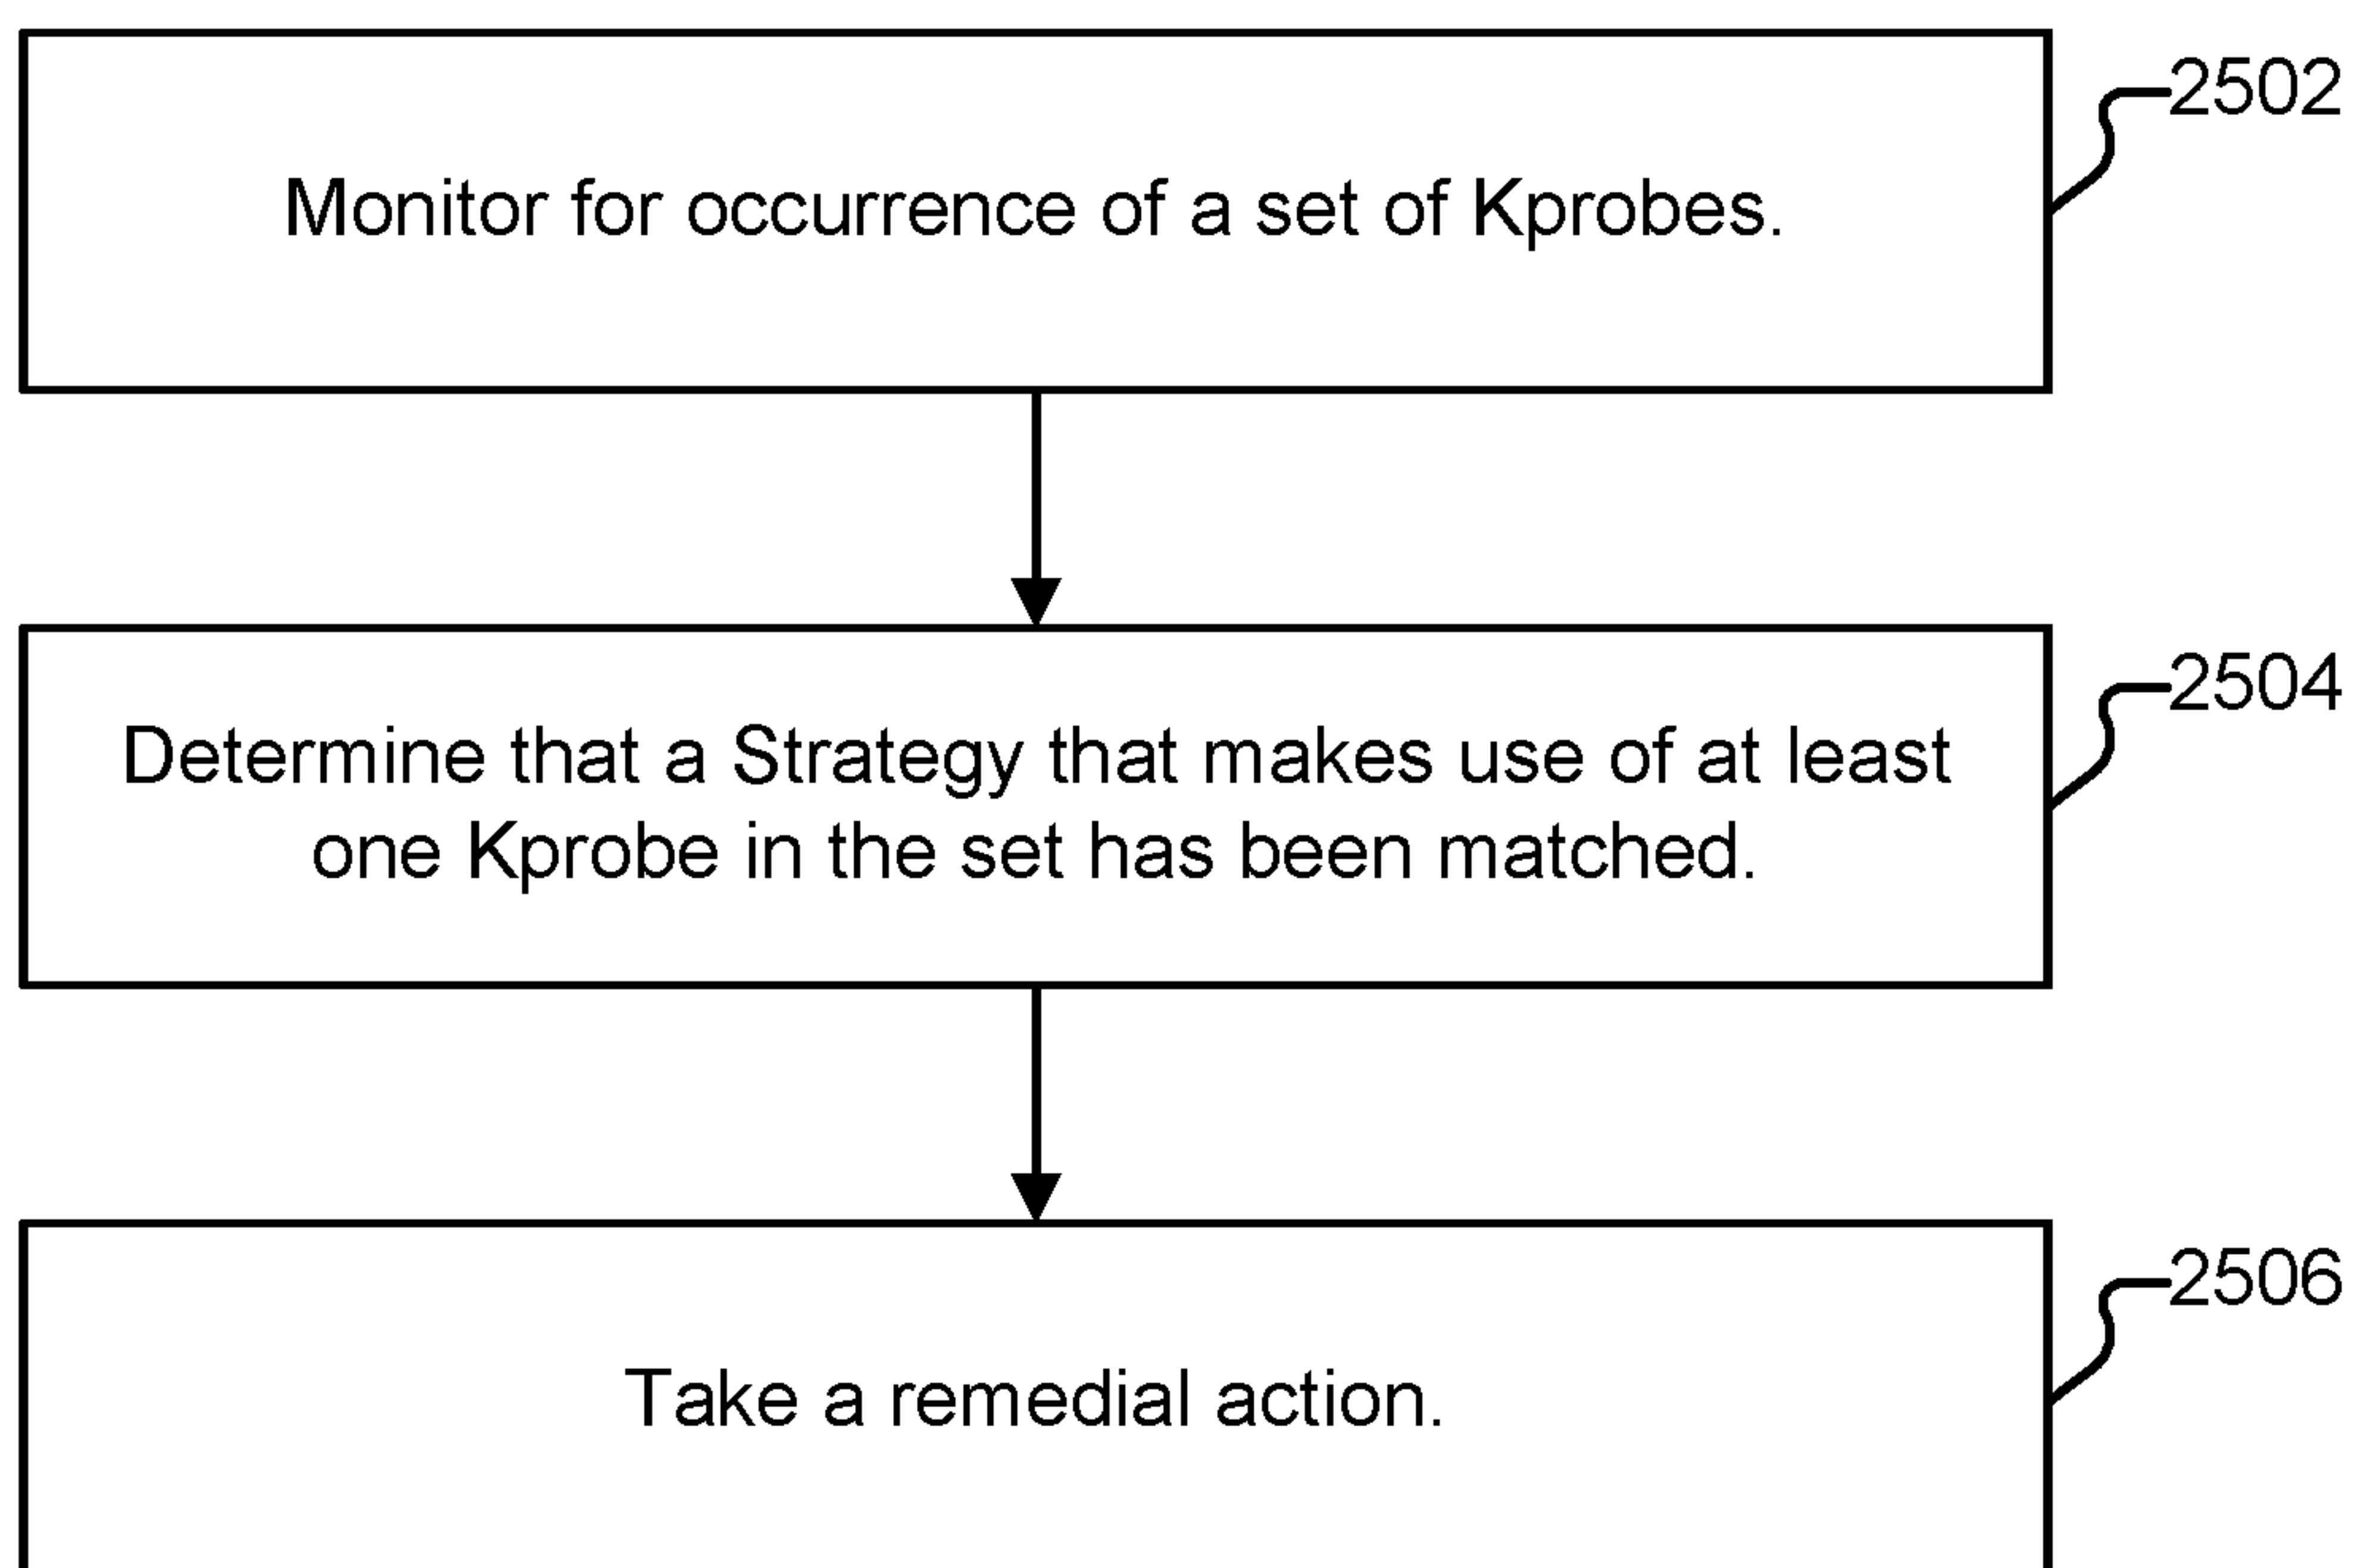 2502
Monitor for occurrence of a set of Kprobes.
2504
Determine that a Strategy that makes use of at least
one Kprobe in the set has been matched.
2506
Take a remedial action.